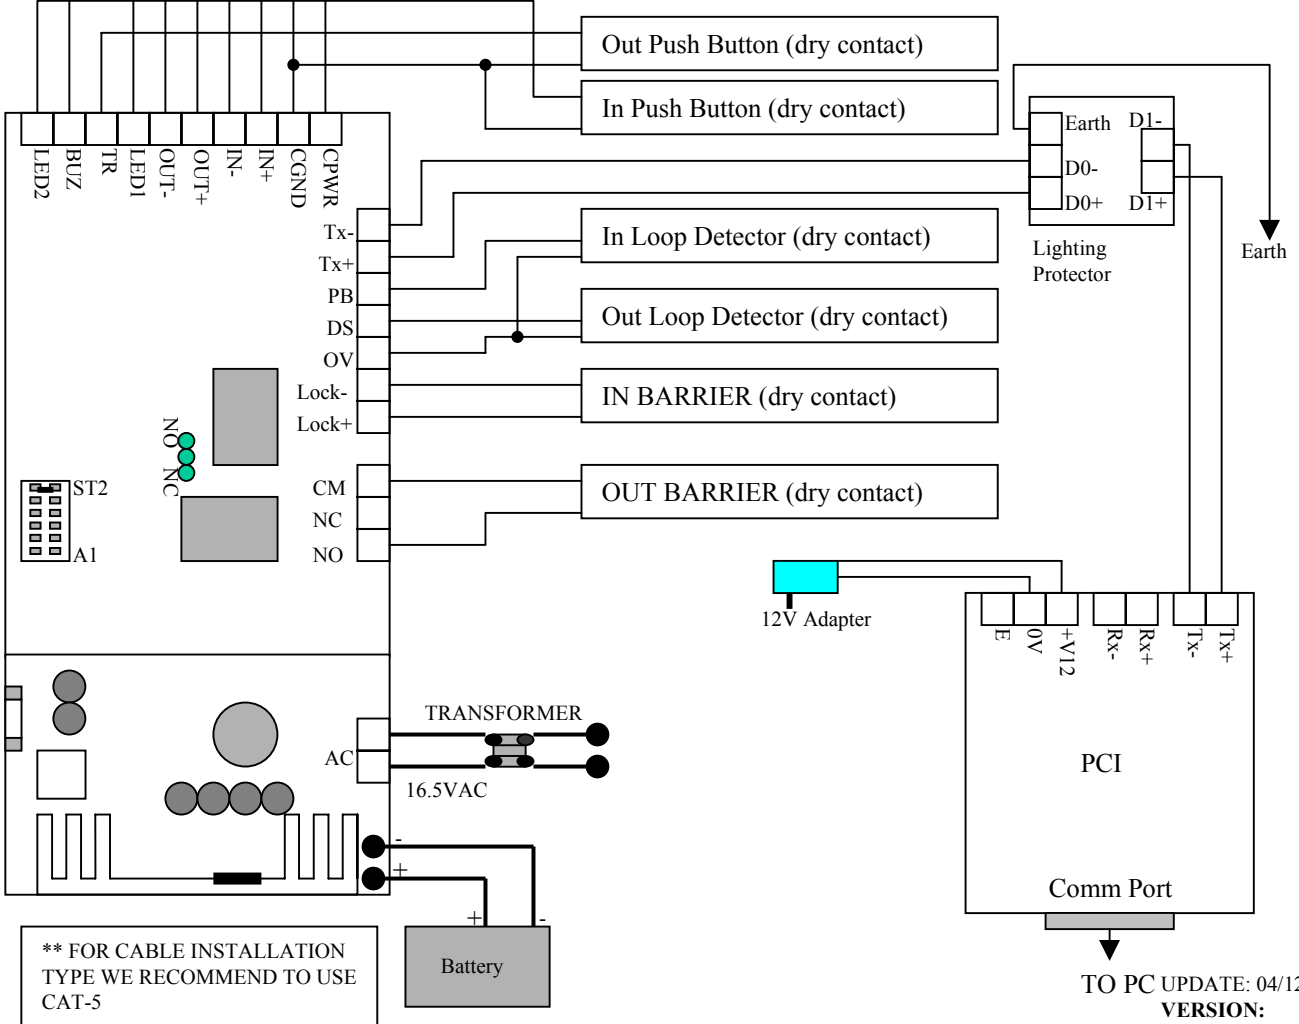 Out Push Button (dry contact)
In Push Button (dry contact)
LED2
BUZ
TR
LED1
OUT-
OUT+
IN-
IN+
CGND
CPWR
Earth
D1-
D0-
D0+
D1+
Lighting
Protector
Earth
Tx-
Tx+
PB
DS
OV
Lock-
Lock+
In Loop Detector (dry contact)
Out Loop Detector (dry contact)
IN BARRIER (dry contact)
OUT BARRIER (dry contact)
NO
NC
CM
NC
NO
ST2
A1
12V Adapter
E
0V
+V12
Rx-
Rx+
Tx-
Tx+
PCI
Comm Port
TRANSFORMER
AC
16.5VAC
-
+
+
-
Battery
** FOR CABLE INSTALLATION
TYPE WE RECOMMEND TO USE
CAT-5
TO PC
UPDATE: 04/12
VERSION: